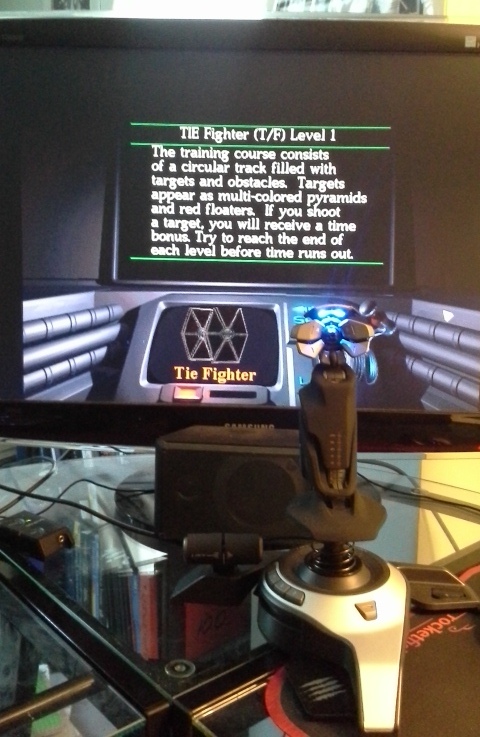 TIE Fighter (T/F) Level 1
The training course consists
of a circular track filled with
targets and obstacles. Targets
appear as multi-colored pyramids
and red floaters. If you shoot
a target, you will receive a time
bonus. Try to reach the end of
each level before time runs out.
Tie Fighter
SAMSUNG